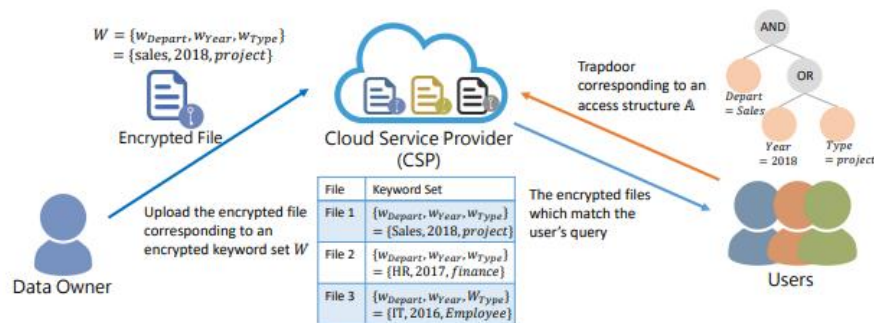 W = {w_Depart, w_Year, w_Type}
= {sales, 2018, project}
Encrypted File
Data Owner
Upload the encrypted file
corresponding to an
encrypted keyword set W
Cloud Service Provider
(CSP)
File Keyword Set
File 1 {w_Depart, w_Year, w_Type}
= {Sales, 2018, project}
File 2 {w_Depart, w_Year, w_Type}
= {HR, 2017, finance}
File 3 {w_Depart, w_Year, W_Type}
= {IT, 2016, Employee}
Trapdoor
corresponding to an
access structure 𝔸
The encrypted files
which match the
user's query
AND
OR
Depart
= Sales
Year
= 2018
Type
= project
Users